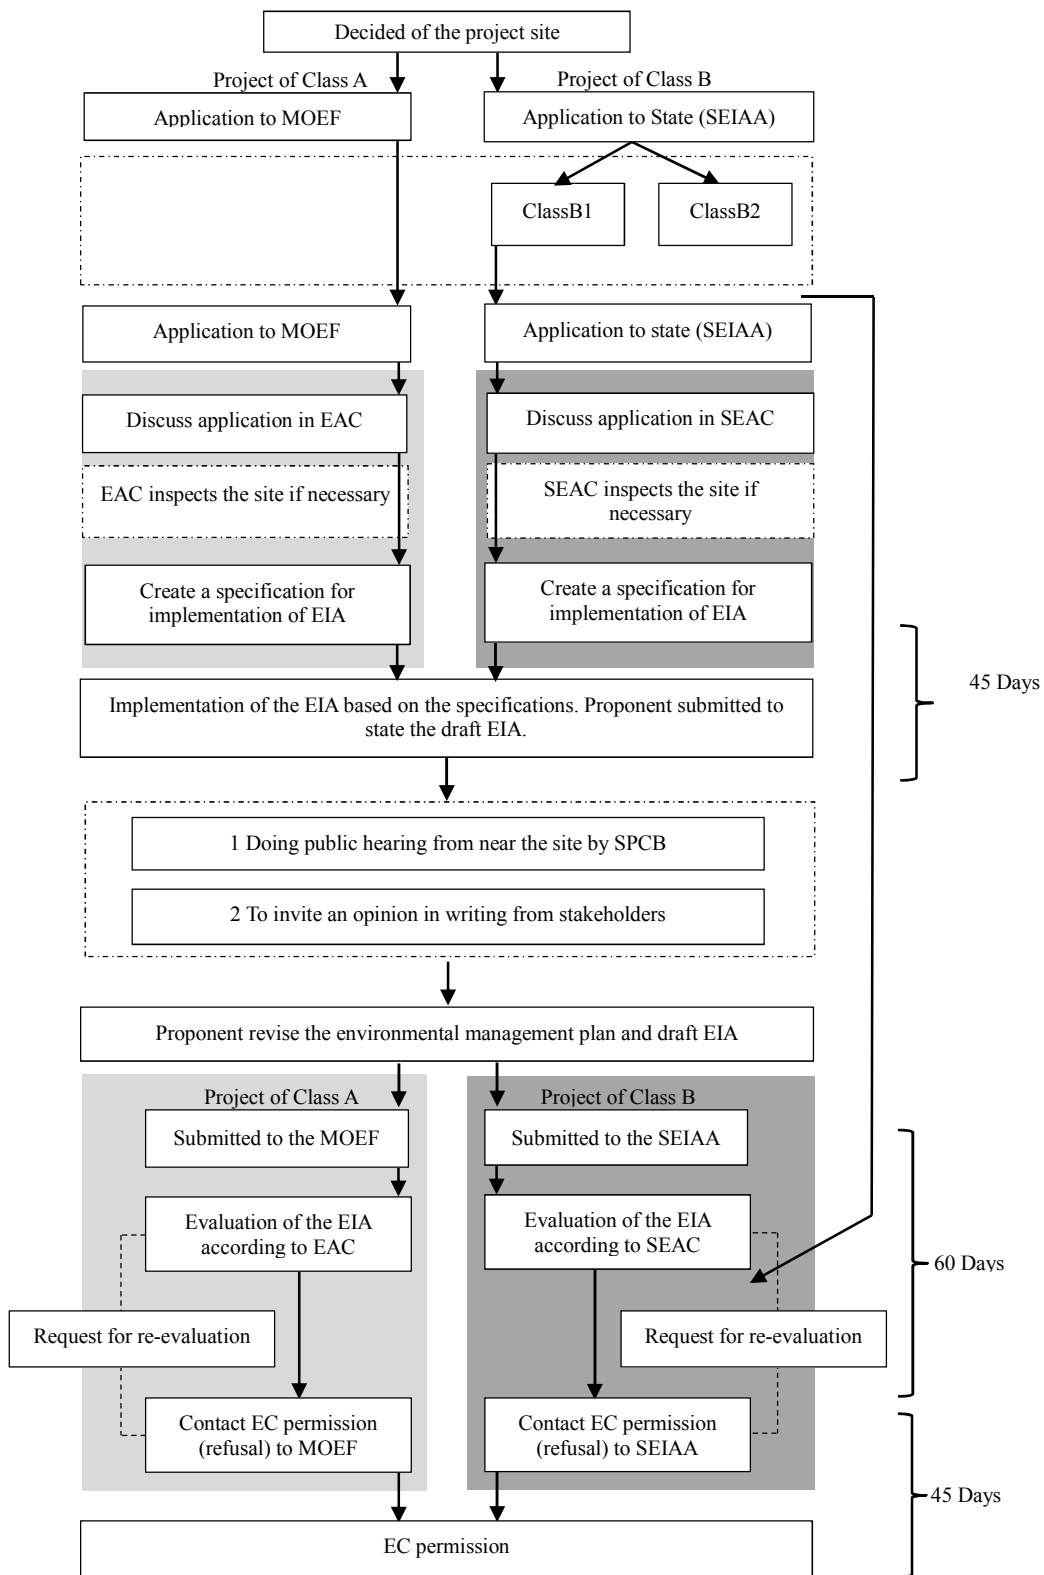 Decided of the project site
Project of Class A
Project of Class B
Application to MOEF
Application to State (SEIAA)
ClassB1
ClassB2
Application to MOEF
Application to state (SEIAA)
Discuss application in EAC
Discuss application in SEAC
EAC inspects the site if necessary
SEAC inspects the site if
necessary
Create a specification for
implementation of EIA
Create a specification for
implementation of EIA
45 Days
Implementation of the EIA based on the specifications. Proponent submitted to
state the draft EIA.
1 Doing public hearing from near the site by SPCB
2 To invite an opinion in writing from stakeholders
Proponent revise the environmental management plan and draft EIA
Project of Class A
Project of Class B
Submitted to the MOEF
Submitted to the SEIAA
Evaluation of the EIA
according to EAC
Evaluation of the EIA
according to SEAC
60 Days
Request for re-evaluation
Request for re-evaluation
Contact EC permission
(refusal) to MOEF
Contact EC permission
(refusal) to SEIAA
45 Days
EC permission